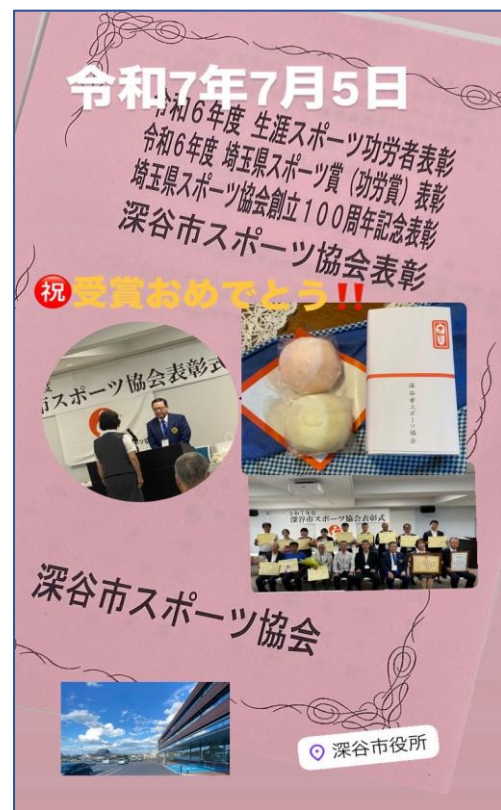 令和7年7月5日
令和6年度 生涯スポーツ功労者表彰
令和6年度 埼玉県スポーツ賞(功労賞)表彰
埼玉県スポーツ協会創立100周年記念表彰
深谷市スポーツ協会表彰
㊗受賞おめでとう‼
市スポーツ協会表彰式
深谷市スポーツ協会
深谷市スポーツ協会表彰式
深谷市スポーツ協会
深谷市役所